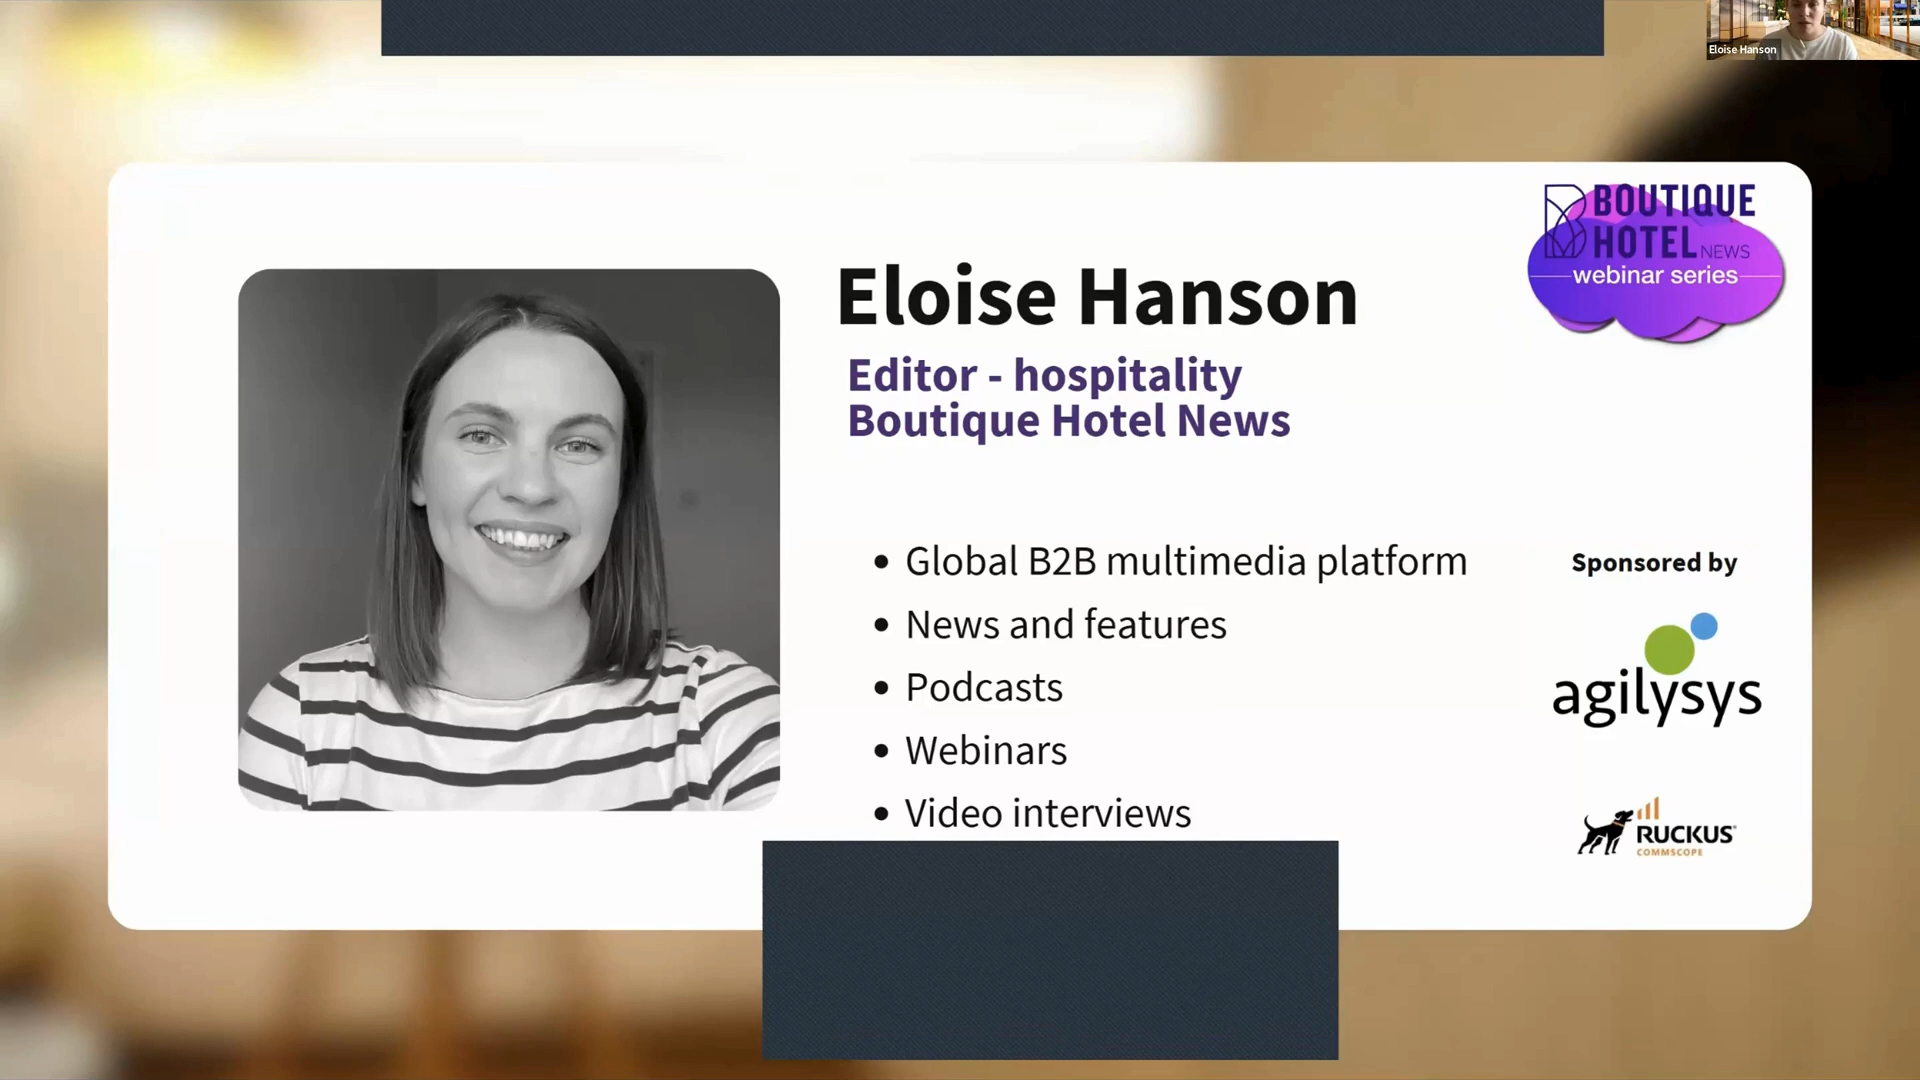 Eloise Hanson
BOUTIQUE
HOTEL NEWS
webinar series
Eloise Hanson
Editor - hospitality
Boutique Hotel News
• Global B2B multimedia platform
• News and features
• Podcasts
• Webinars
• Video interviews
Sponsored by
agilysys
RUCKUS
COMMSCOPE